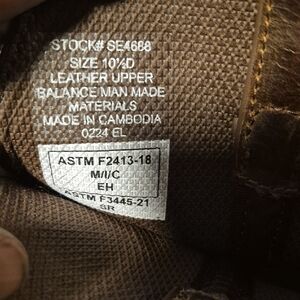 STOCK# SE4668
SIZE 10½D
LEATHER UPPER
BALANCE MAN MADE
MATERIALS
MADE IN CAMBODIA
0224 EL
ASTM F2413-18
M/I/C
EH
ASTM F3445-21
SR